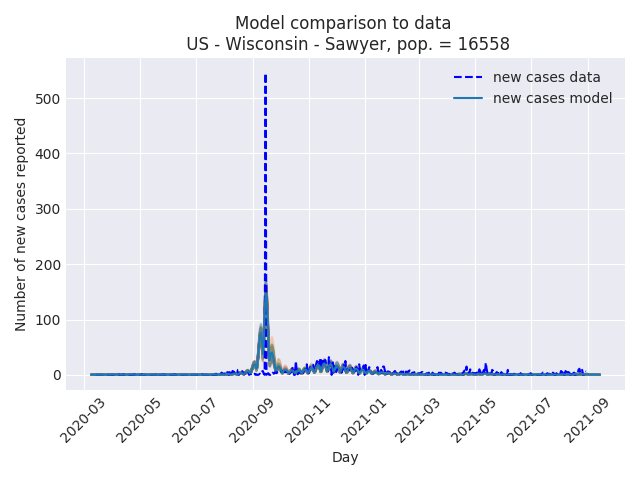 Model comparison to data
US - Wisconsin - Sawyer, pop. = 16558
new cases data
new cases model
Number of new cases reported
500
400
300
200
100
0
2020-03
2020-05
2020-07
2020-09
2020-11
2021-01
2021-03
2021-05
2021-07
2021-09
Day